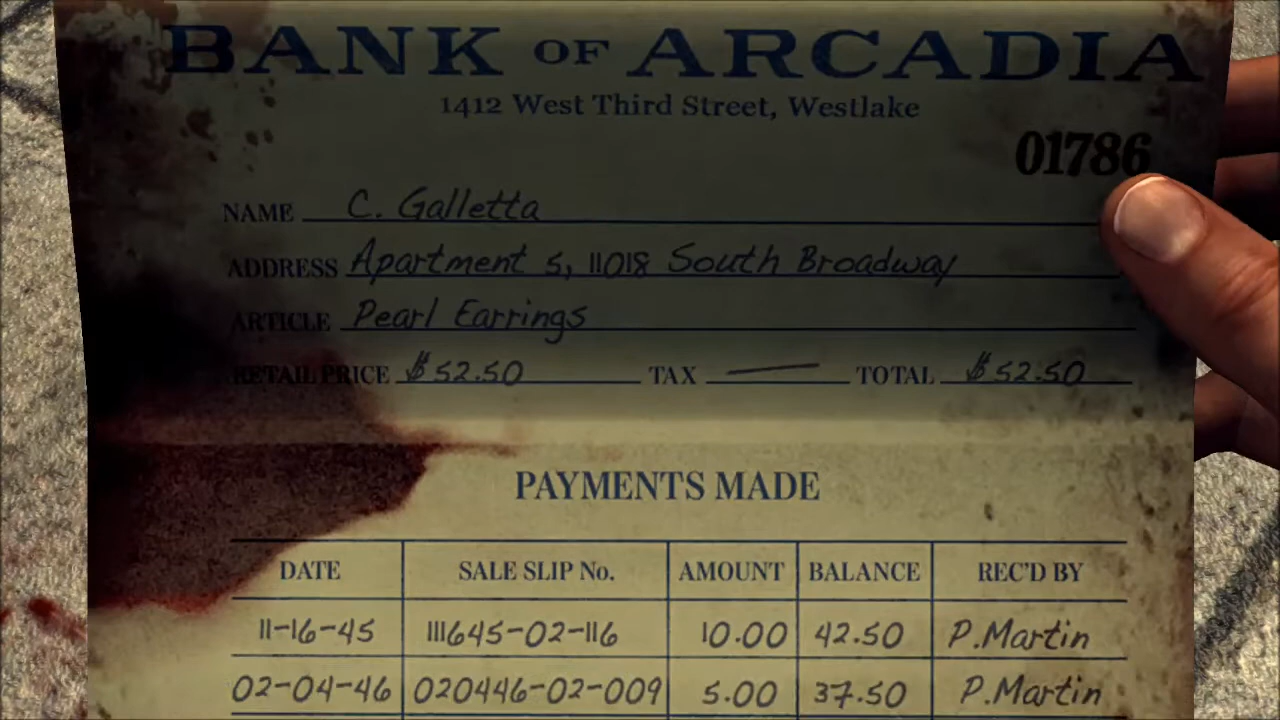 BANK OF ARCADIA
1412 West Third Street, Westlake
01786
NAME C. Galletta
ADDRESS Apartment 5, 11018 South Broadway
ARTICLE Pearl Earrings
RETAIL PRICE $52.50 TAX — TOTAL $52.50
PAYMENTS MADE
DATE SALE SLIP No. AMOUNT BALANCE REC'D BY
11-16-45 111645-02-116 10.00 42.50 P.Martin
02-04-46 020446-02-009 5.00 37.50 P.Martin